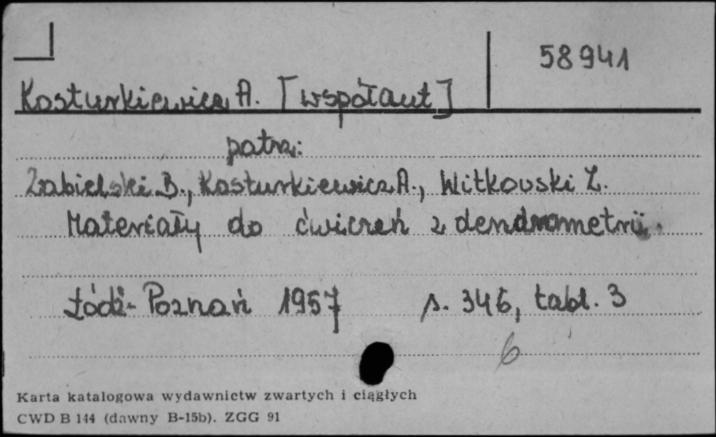 58941
Kosturkiewicz A. [współaut]
patrz:
Zabielski B., Kosturkiewicz A., Witkowski Z.
Materiały do ćwiczeń z dendrometrii.
Łódź-Poznań 1957 s. 346, tabl. 3
6
Karta katalogowa wydawnictw zwartych i ciągłych
CWD B 144 (dawny B-15b). ZGG 91